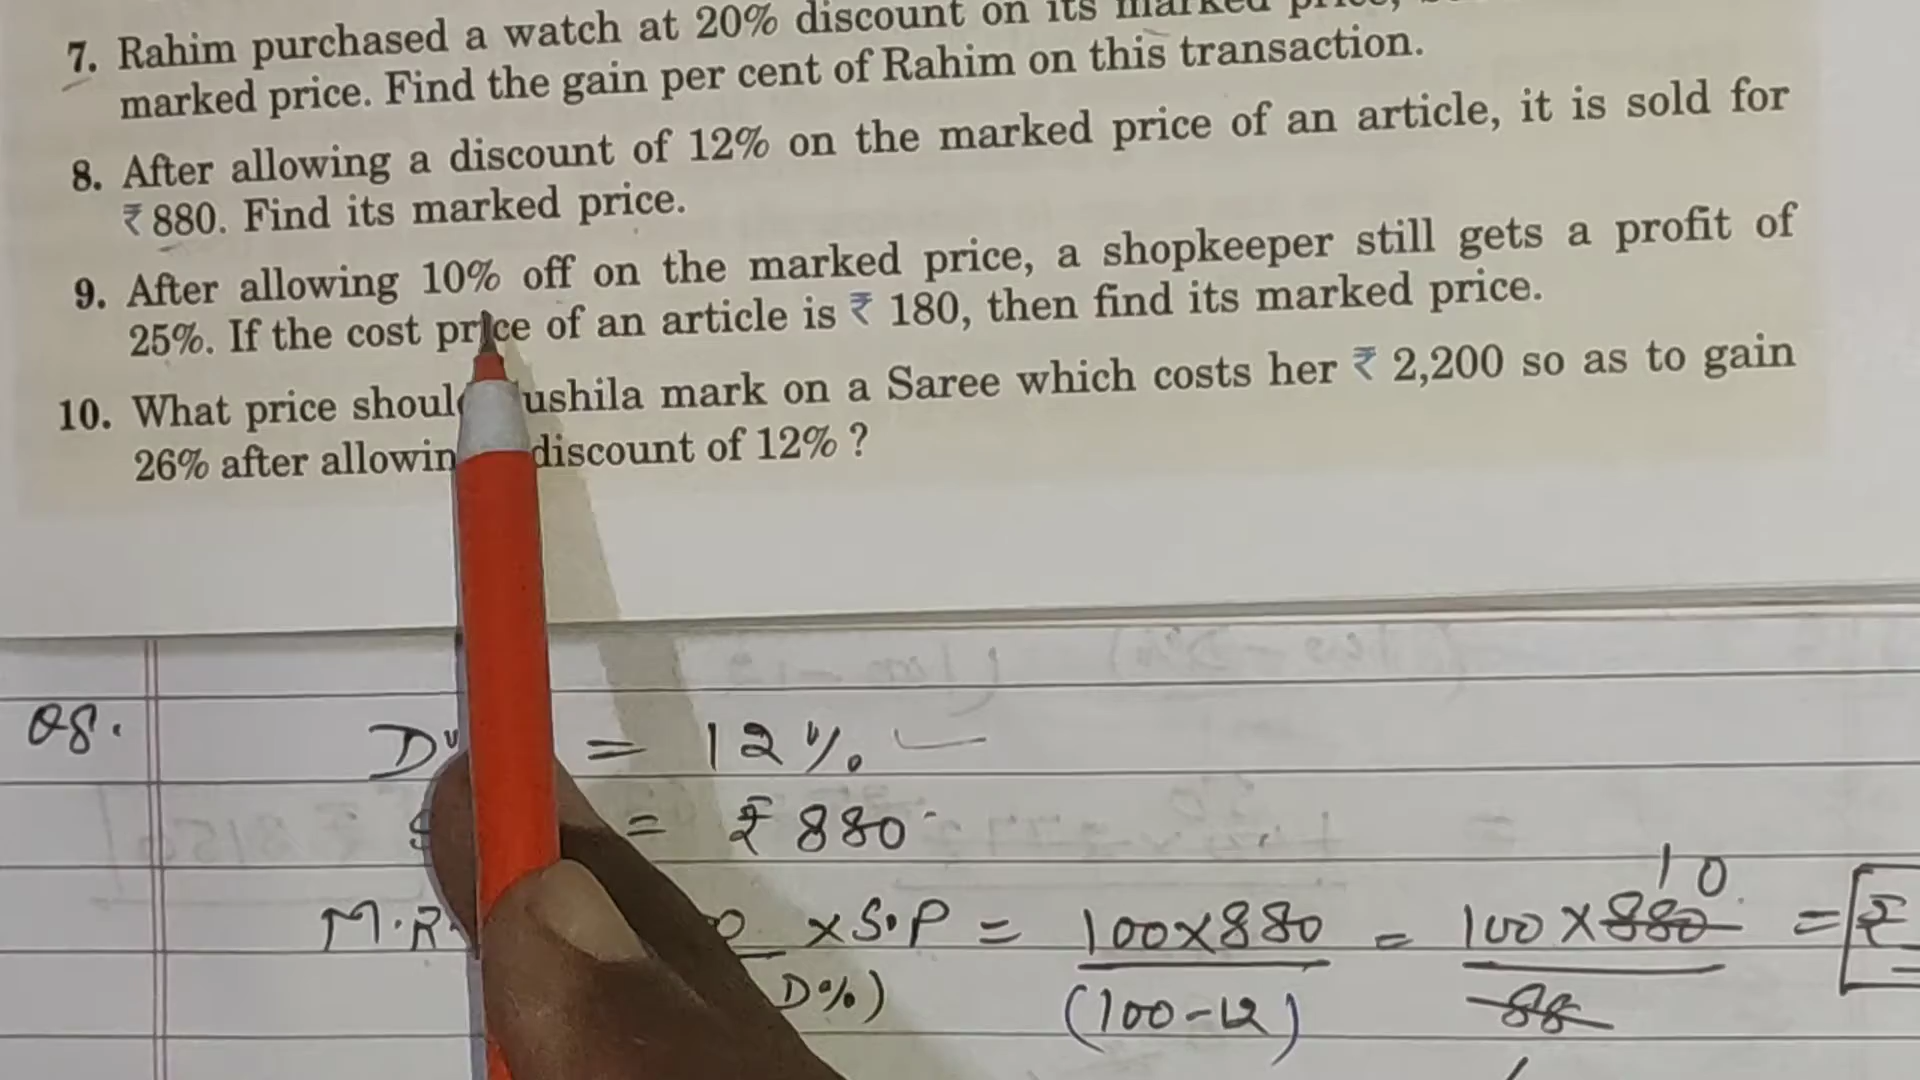 7. Rahim purchased a watch at 20% discount on its marked
marked price. Find the gain per cent of Rahim on this transaction.
8. After allowing a discount of 12% on the marked price of an article, it is sold for
₹ 880. Find its marked price.
9. After allowing 10% off on the marked price, a shopkeeper still gets a profit of
25%. If the cost price of an article is ₹ 180, then find its marked price.
10. What price shoul ushila mark on a Saree which costs her ₹ 2,200 so as to gain
26% after allowin discount of 12% ?
Q8. D = 12%
= ₹ 880
10
M.R 0 x S.P = 100x880 = 100 x 880 = ₹
D%) (100-12) 88